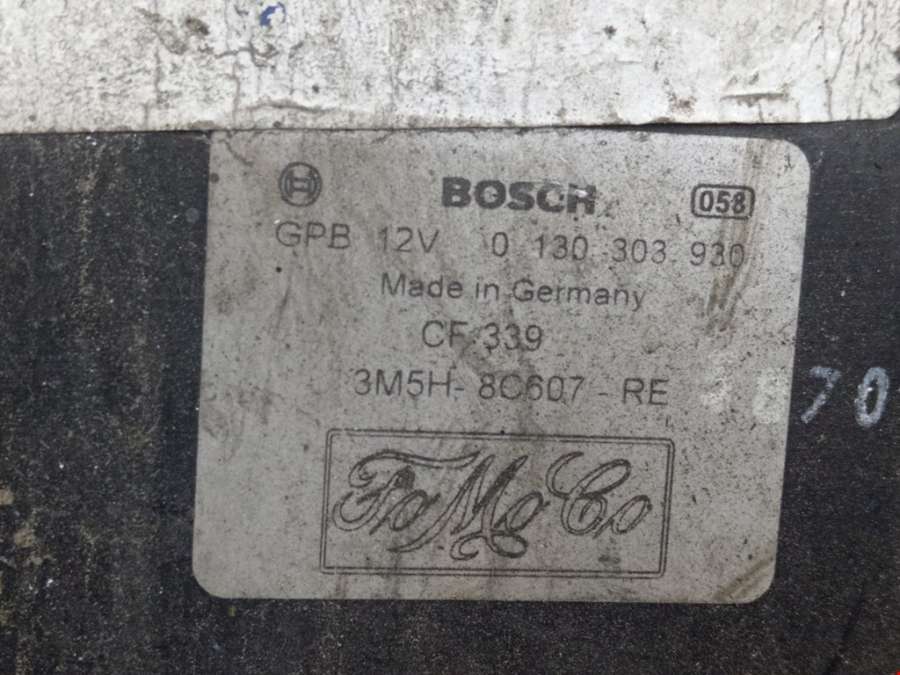 BOSCH 058
GPB 12V 0 130 303 930
Made in Germany
CF 339
3M5H- 8C607 - RE
FoMoCo
70